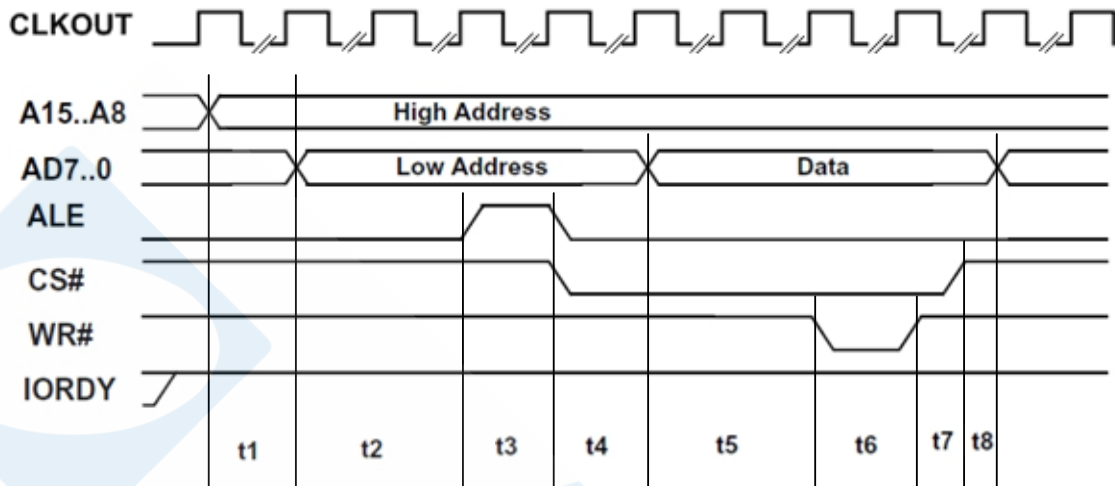 CLKOUT
A15..A8 High Address
AD7..0 Low Address Data
ALE
CS#
WR#
IORDY
t1 t2 t3 t4 t5 t6 t7 t8